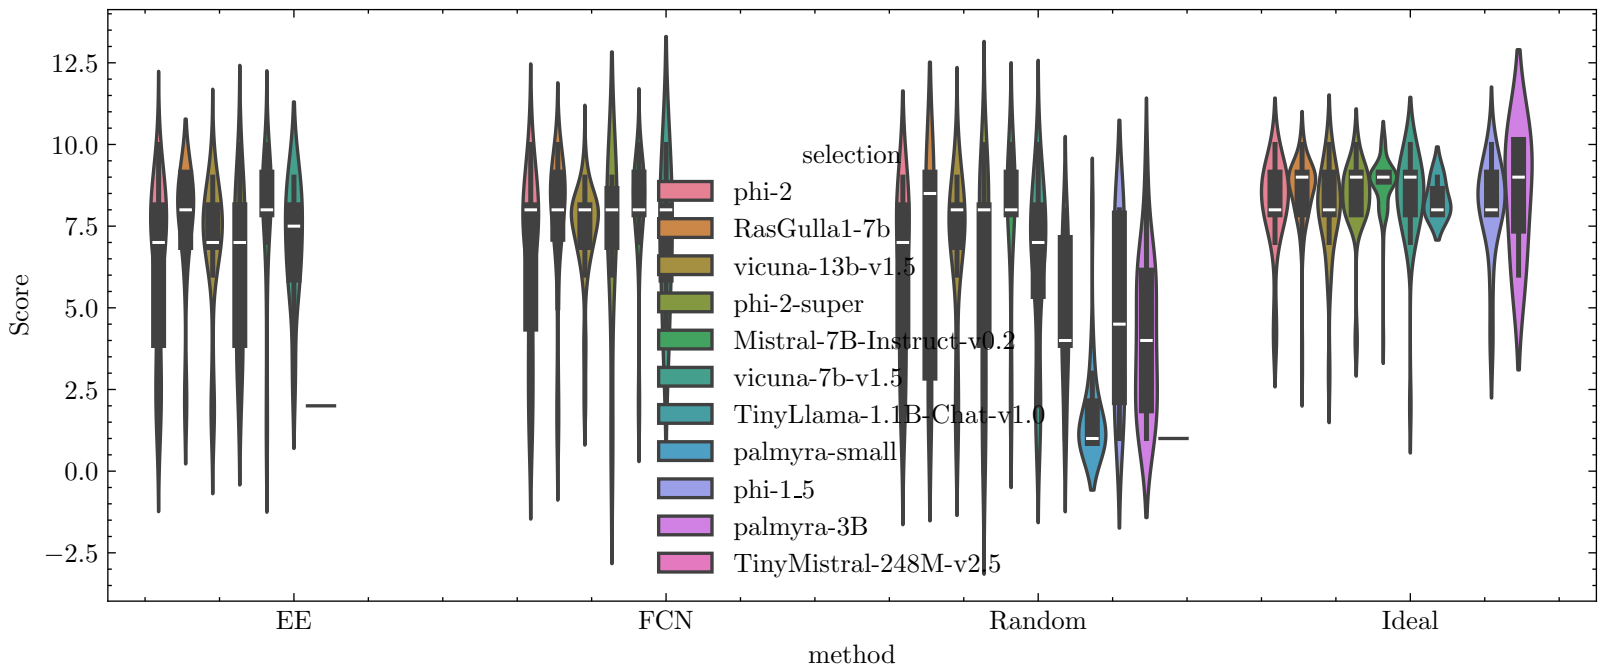 12.5
10.0
7.5
5.0
2.5
0.0
−2.5
Score
selection
phi-2
RasGulla1-7b
vicuna-13b-v1.5
phi-2-super
Mistral-7B-Instruct-v0.2
vicuna-7b-v1.5
TinyLlama-1.1B-Chat-v1.0
palmyra-small
phi-1_5
palmyra-3B
TinyMistral-248M-v2.5
EE
FCN
Random
Ideal
method